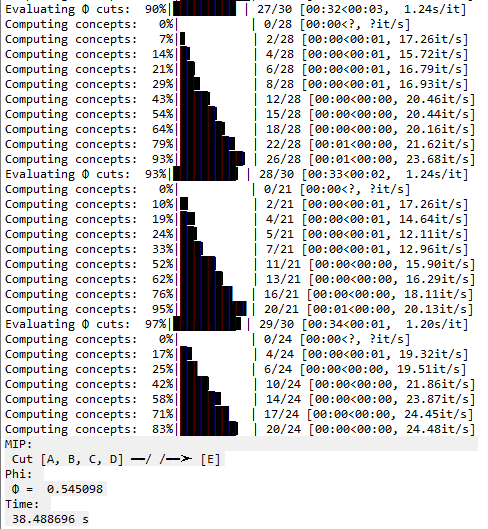 Evaluating Φ cuts:  90%|█████████ | 27/30 [00:32<00:03,  1.24s/it]
Computing concepts:   0%|          | 0/28 [00:00<?, ?it/s]
Computing concepts:   7%|█         | 2/28 [00:00<00:01, 17.26it/s]
Computing concepts:  14%|██        | 4/28 [00:00<00:01, 15.72it/s]
Computing concepts:  21%|██        | 6/28 [00:00<00:01, 16.79it/s]
Computing concepts:  29%|███       | 8/28 [00:00<00:01, 16.93it/s]
Computing concepts:  43%|█████     | 12/28 [00:00<00:00, 20.46it/s]
Computing concepts:  54%|██████    | 15/28 [00:00<00:00, 20.44it/s]
Computing concepts:  64%|███████   | 18/28 [00:00<00:00, 20.16it/s]
Computing concepts:  79%|████████  | 22/28 [00:01<00:00, 21.62it/s]
Computing concepts:  93%|██████████| 26/28 [00:01<00:00, 23.68it/s]
Evaluating Φ cuts:  93%|█████████ | 28/30 [00:33<00:02,  1.24s/it]
Computing concepts:   0%|          | 0/21 [00:00<?, ?it/s]
Computing concepts:  10%|█         | 2/21 [00:00<00:01, 17.26it/s]
Computing concepts:  19%|██        | 4/21 [00:00<00:01, 14.64it/s]
Computing concepts:  24%|███       | 5/21 [00:00<00:01, 12.11it/s]
Computing concepts:  33%|███       | 7/21 [00:00<00:01, 12.96it/s]
Computing concepts:  52%|█████     | 11/21 [00:00<00:00, 15.90it/s]
Computing concepts:  62%|██████    | 13/21 [00:00<00:00, 16.29it/s]
Computing concepts:  76%|████████  | 16/21 [00:00<00:00, 18.11it/s]
Computing concepts:  95%|██████████| 20/21 [00:01<00:00, 20.13it/s]
Evaluating Φ cuts:  97%|██████████| 29/30 [00:34<00:01,  1.20s/it]
Computing concepts:   0%|          | 0/24 [00:00<?, ?it/s]
Computing concepts:  17%|██        | 4/24 [00:00<00:01, 19.32it/s]
Computing concepts:  25%|███       | 6/24 [00:00<00:00, 19.51it/s]
Computing concepts:  42%|████      | 10/24 [00:00<00:00, 21.86it/s]
Computing concepts:  58%|██████    | 14/24 [00:00<00:00, 23.87it/s]
Computing concepts:  71%|███████   | 17/24 [00:00<00:00, 24.45it/s]
Computing concepts:  83%|█████████ | 20/24 [00:00<00:00, 24.48it/s]
MIP:
Cut [A, B, C, D] ━━/ /━━➤ [E]
Phi:
Φ =  0.545098
Time:
38.488696 s